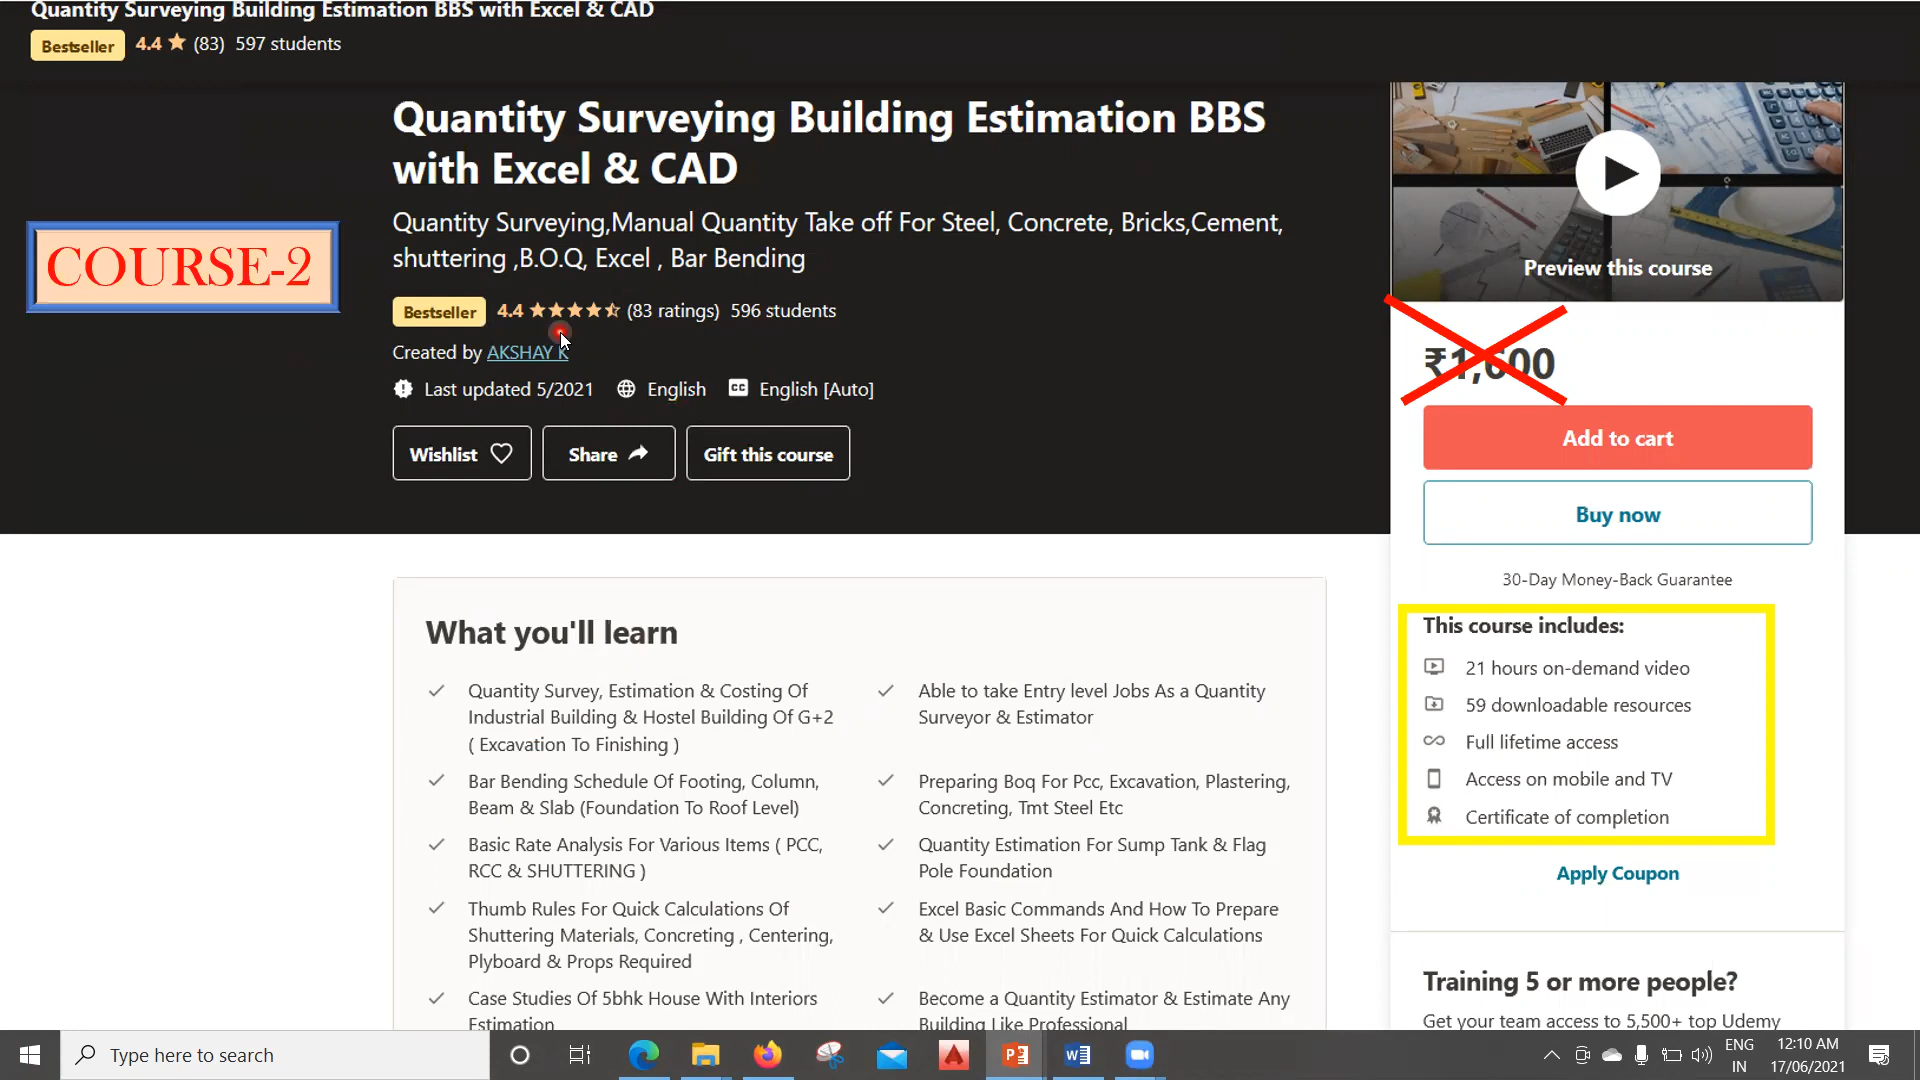 Quantity Surveying Building Estimation BBS with Excel & CAD
Bestseller 4.4 (83) 597 students
COURSE-2
Quantity Surveying Building Estimation BBS
with Excel & CAD
Quantity Surveying,Manual Quantity Take off For Steel, Concrete, Bricks,Cement,
shuttering ,B.O.Q, Excel , Bar Bending
Bestseller 4.4 (83 ratings) 596 students
Created by AKSHAY K
Last updated 5/2021 English CC English [Auto]
Wishlist Share Gift this course
Preview this course
₹1,600
Add to cart
Buy now
30-Day Money-Back Guarantee
This course includes:
21 hours on-demand video
59 downloadable resources
Full lifetime access
Access on mobile and TV
Certificate of completion
Apply Coupon
Training 5 or more people?
Get your team access to 5,500+ top Udemy
What you'll learn
Quantity Survey, Estimation & Costing Of
Industrial Building & Hostel Building Of G+2
( Excavation To Finishing )
Able to take Entry level Jobs As a Quantity
Surveyor & Estimator
Bar Bending Schedule Of Footing, Column,
Beam & Slab (Foundation To Roof Level)
Preparing Boq For Pcc, Excavation, Plastering,
Concreting, Tmt Steel Etc
Basic Rate Analysis For Various Items ( PCC,
RCC & SHUTTERING )
Quantity Estimation For Sump Tank & Flag
Pole Foundation
Thumb Rules For Quick Calculations Of
Shuttering Materials, Concreting , Centering,
Plyboard & Props Required
Excel Basic Commands And How To Prepare
& Use Excel Sheets For Quick Calculations
Case Studies Of 5bhk House With Interiors
Estimation
Become a Quantity Estimator & Estimate Any
Building Like Professional
Type here to search
ENG
IN
12:10 AM
17/06/2021